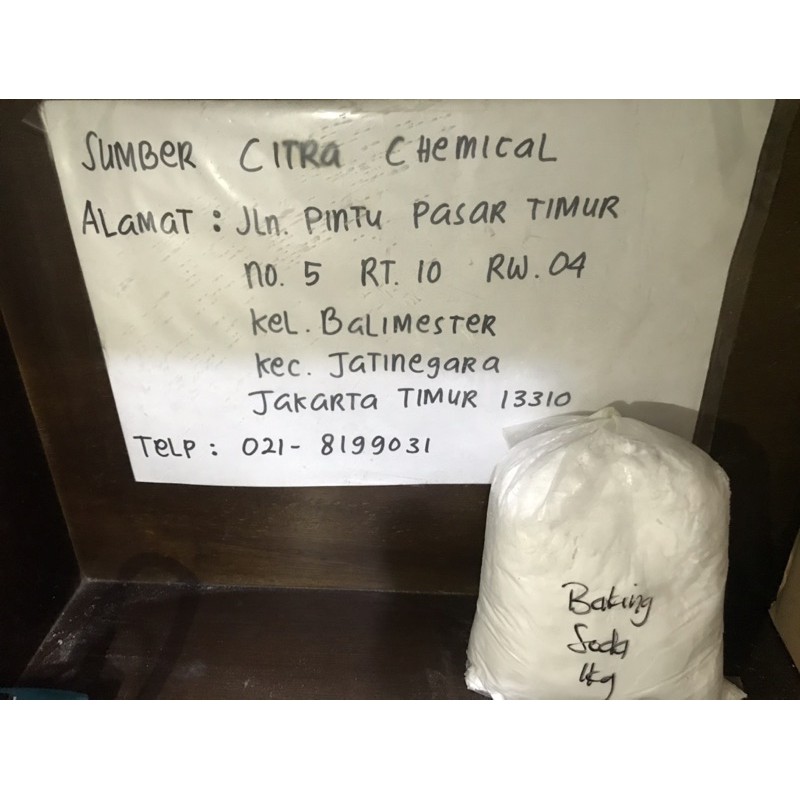 SUMBER CITRA CHEMICAL
ALAMAT : Jln. PINTU PASAR TIMUR
NO. 5 RT. 10 RW. 04
KEL. BALIMESTER
KEC. JATINEGARA
JAKARTA TIMUR 13310
TELP : 021- 8199031
Baking
Soda
1kg